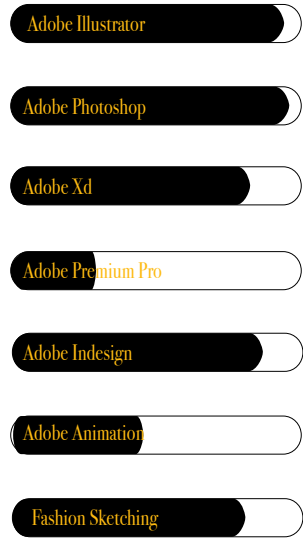 Adobe Illustrator
Adobe Photoshop
Adobe Xd
Adobe Premium Pro
Adobe Indesign
Adobe Animation
Fashion Sketching